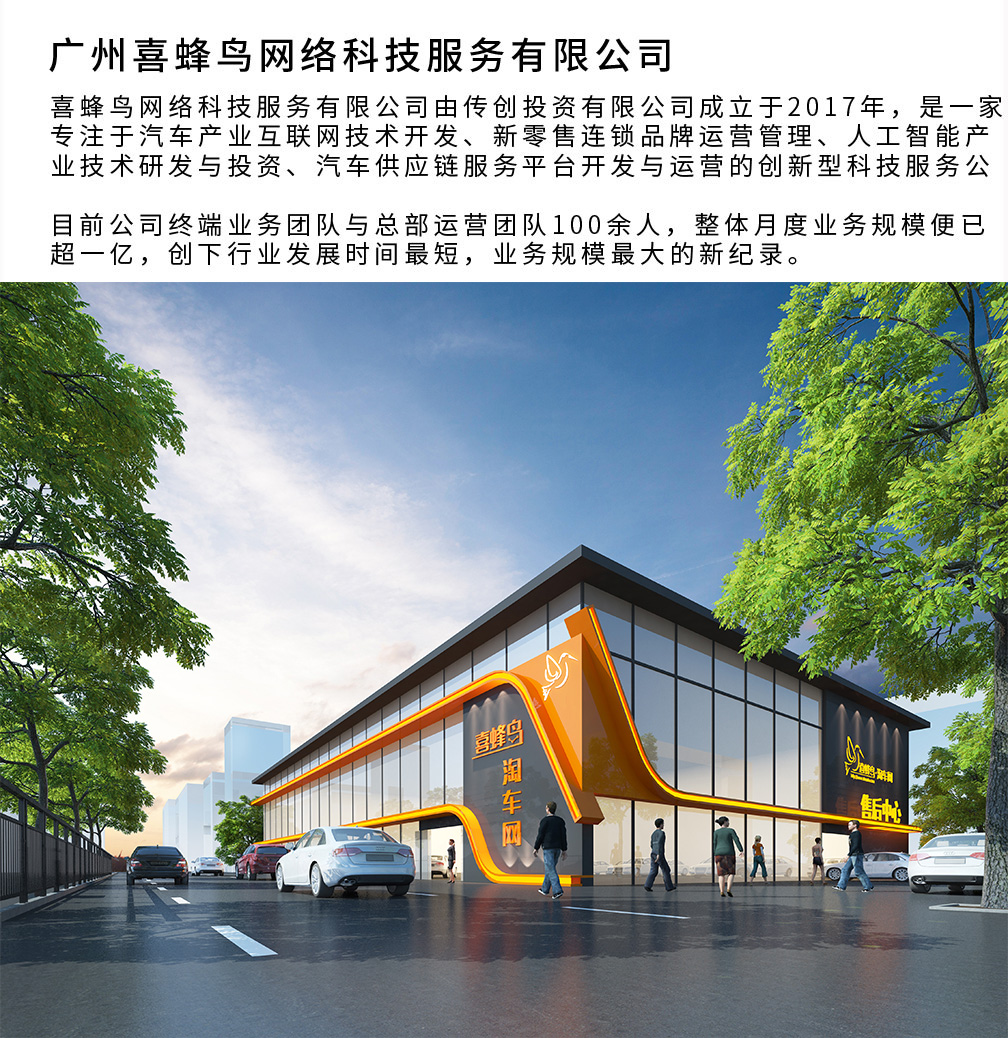 广州喜蜂鸟网络科技服务有限公司
喜蜂鸟网络科技服务有限公司由传创投资有限公司成立于2017年，是一家
专注于汽车产业互联网技术开发、新零售连锁品牌运营管理、人工智能产
业技术研发与投资、汽车供应链服务平台开发与运营的创新型科技服务公
目前公司终端业务团队与总部运营团队100余人，整体月度业务规模便已
超一亿，创下行业发展时间最短，业务规模最大的新纪录。
喜蜂鸟
淘车网
喜蜂鸟 淘车网
售后中心